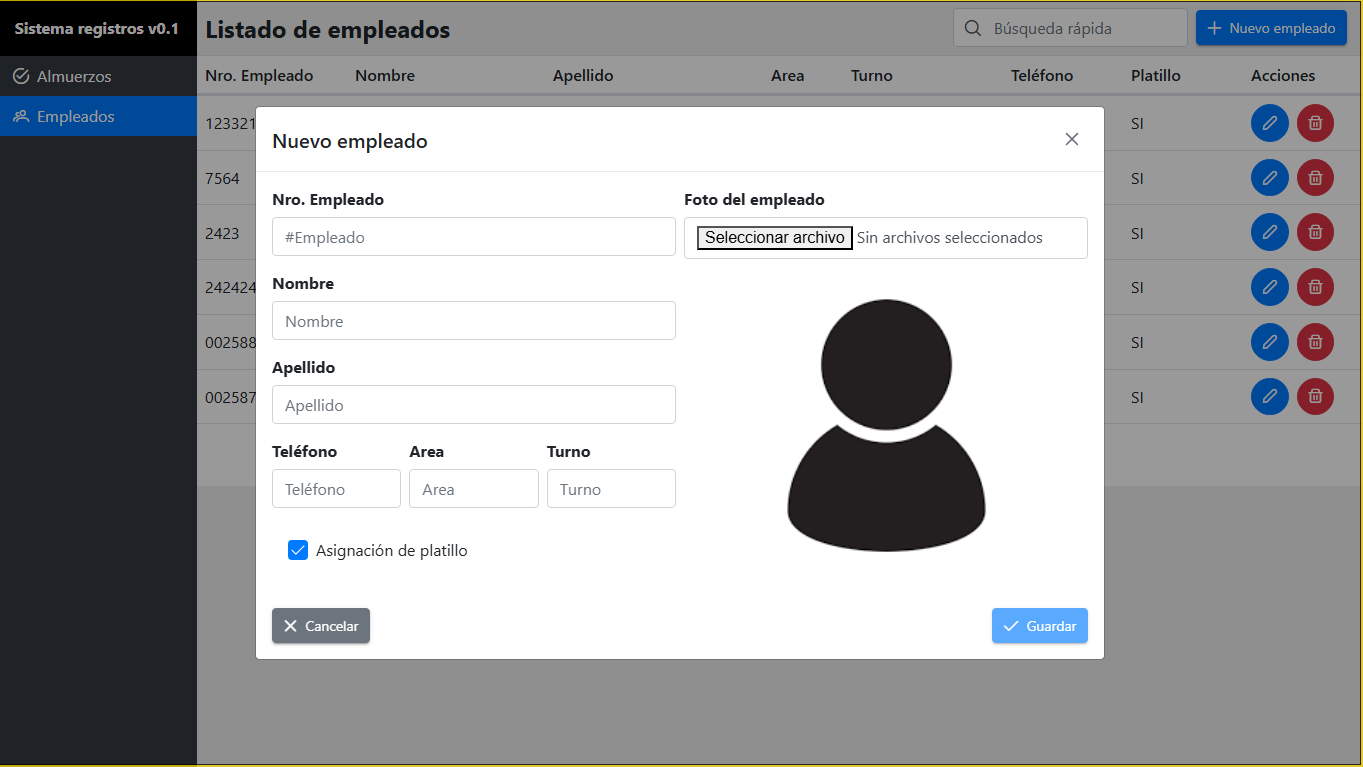 Sistema registros v0.1
Listado de empleados
Búsqueda rápida
Nuevo empleado
Almuerzos
Empleados
Nro. Empleado Nombre Apellido Area Turno Teléfono Platillo Acciones
123321 SI
7564 SI
2423 SI
242424 SI
002588 SI
002587 SI
Nuevo empleado
Nro. Empleado
#Empleado
Foto del empleado
Seleccionar archivo Sin archivos seleccionados
Nombre
Nombre
Apellido
Apellido
Teléfono Area Turno
Teléfono Area Turno
Asignación de platillo
Cancelar
Guardar